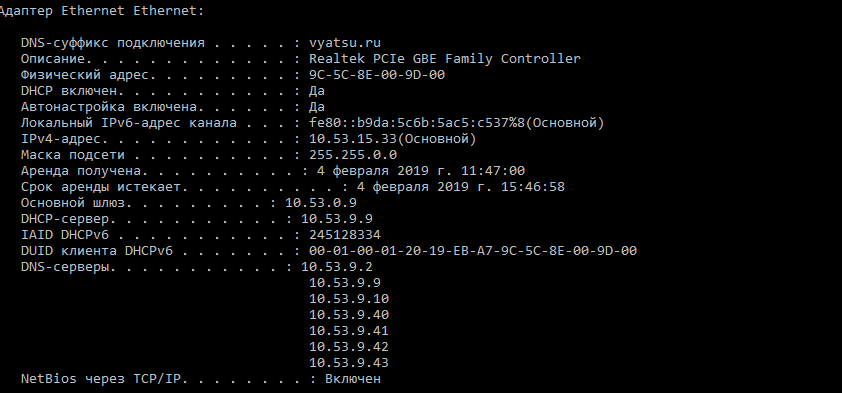 Адаптер Ethernet Ethernet:
DNS-суффикс подключения . . . . . : vyatsu.ru
Описание. . . . . . . . . . . . . : Realtek PCIe GBE Family Controller
Физический адрес. . . . . . . . . : 9C-5C-8E-00-9D-00
DHCP включен. . . . . . . . . . . : Да
Автонастройка включена. . . . . . : Да
Локальный IPv6-адрес канала . . . : fe80::b9da:5c6b:5ac5:c537%8(Основной)
IPv4-адрес. . . . . . . . . . . . : 10.53.15.33(Основной)
Маска подсети . . . . . . . . . . : 255.255.0.0
Аренда получена. . . . . . . . . . : 4 февраля 2019 г. 11:47:00
Срок аренды истекает. . . . . . . . . . : 4 февраля 2019 г. 15:46:58
Основной шлюз. . . . . . . . . : 10.53.0.9
DHCP-сервер. . . . . . . . . . . : 10.53.9.9
IAID DHCPv6 . . . . . . . . . . . : 245128334
DUID клиента DHCPv6 . . . . . . . : 00-01-00-01-20-19-EB-A7-9C-5C-8E-00-9D-00
DNS-серверы. . . . . . . . . . . : 10.53.9.2
10.53.9.9
10.53.9.10
10.53.9.40
10.53.9.41
10.53.9.42
10.53.9.43
NetBios через TCP/IP. . . . . . . . : Включен